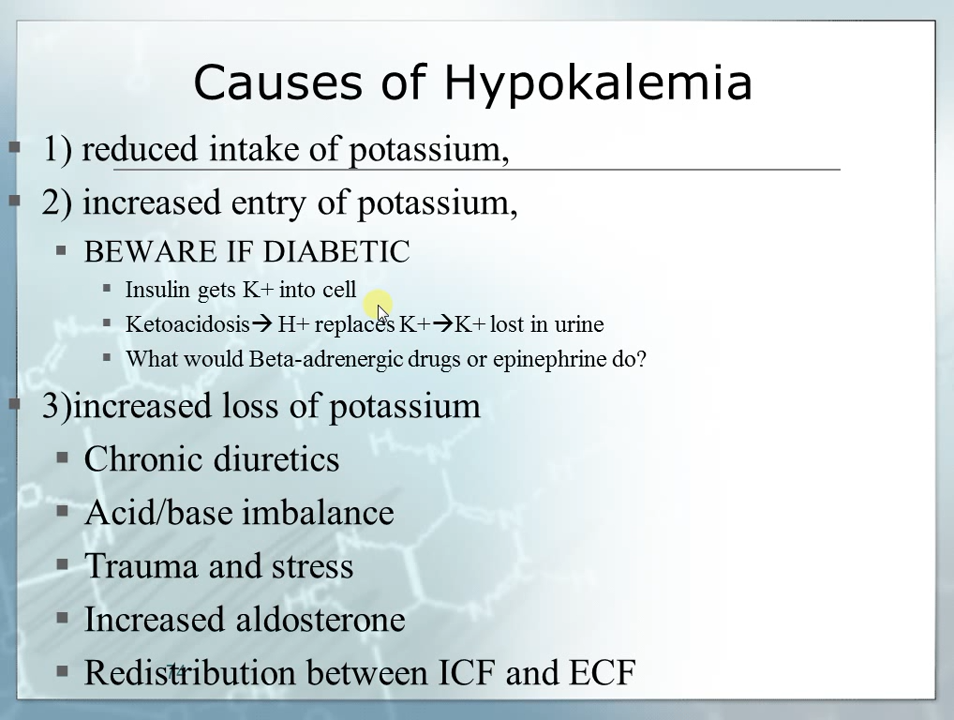 Causes of Hypokalemia
1) reduced intake of potassium,
2) increased entry of potassium,
BEWARE IF DIABETIC
Insulin gets K+ into cell
Ketoacidosis→ H+ replaces K+→K+ lost in urine
What would Beta-adrenergic drugs or epinephrine do?
3)increased loss of potassium
Chronic diuretics
Acid/base imbalance
Trauma and stress
Increased aldosterone
Redistribution between ICF and ECF